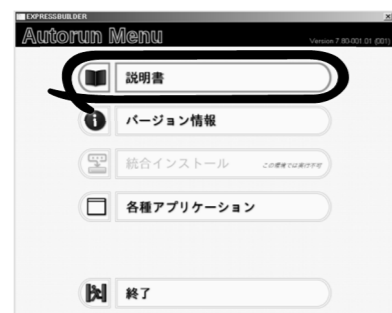 EXPRESSBUILDER
Autorun Menu
Version 7.80-001.01 (001)
説明書
バージョン情報
統合インストール この環境では実行不可
各種アプリケーション
終了